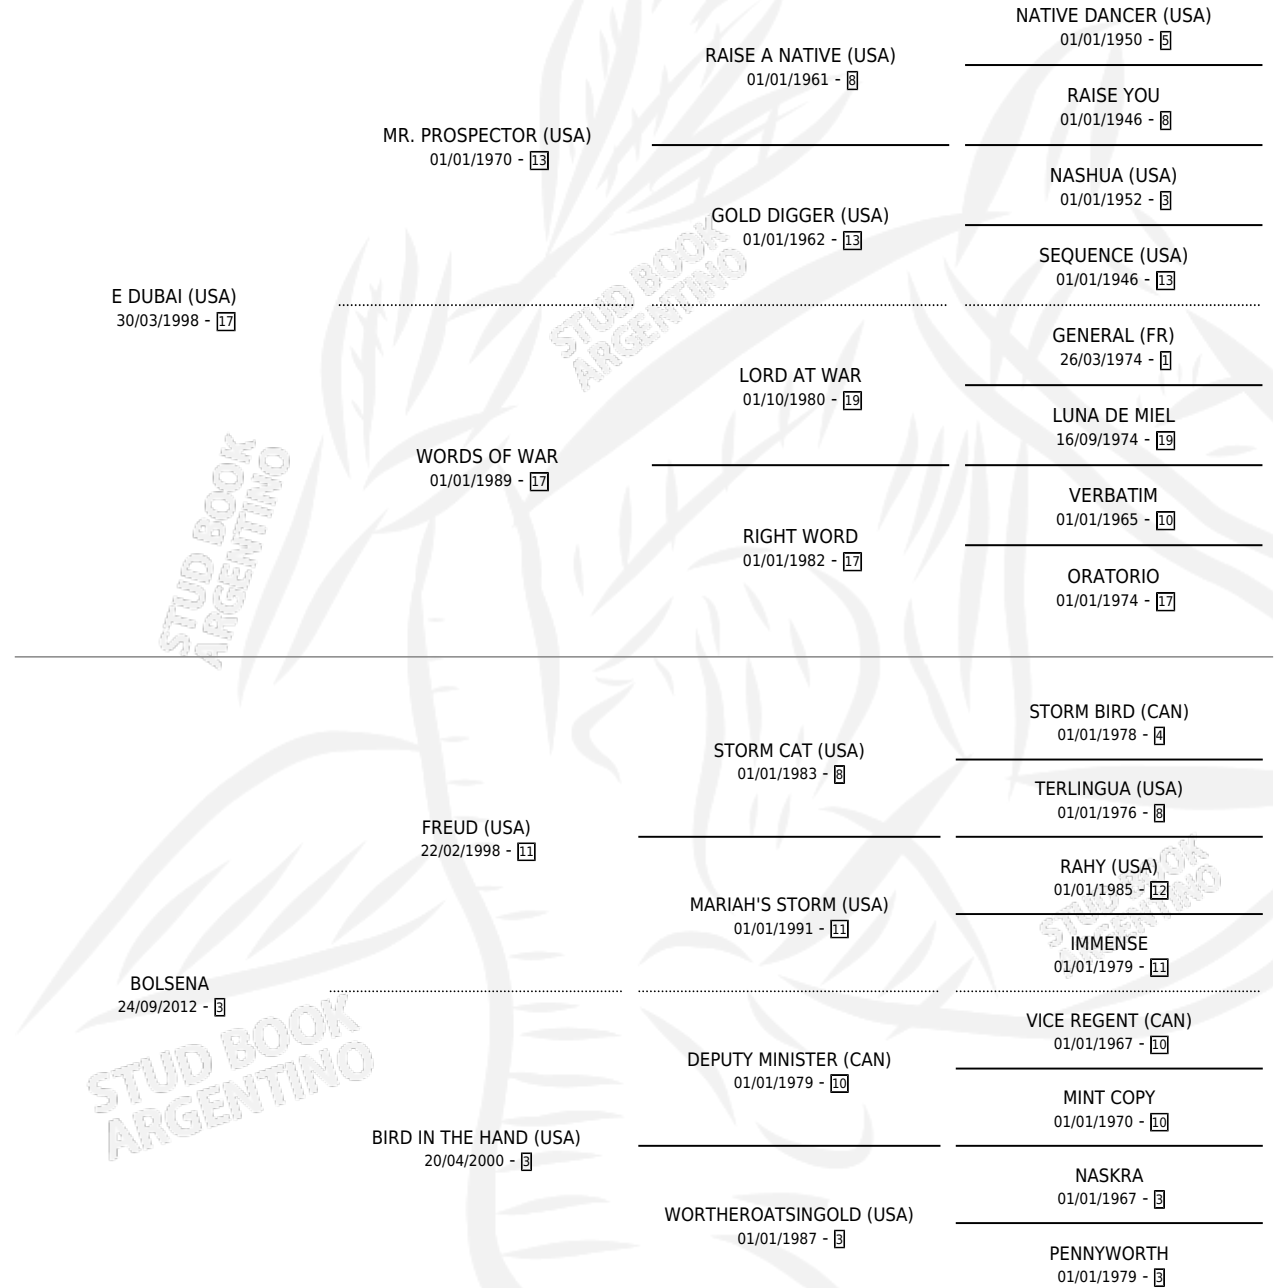 NATIVE DANCER (USA)
01/01/1950 - 5
RAISE A NATIVE (USA)
01/01/1961 - 8
RAISE YOU
01/01/1946 - 8
MR. PROSPECTOR (USA)
01/01/1970 - 13
NASHUA (USA)
01/01/1952 - 3
GOLD DIGGER (USA)
01/01/1962 - 13
SEQUENCE (USA)
01/01/1946 - 13
E DUBAI (USA)
30/03/1998 - 17
GENERAL (FR)
26/03/1974 - 1
LORD AT WAR
01/10/1980 - 19
LUNA DE MIEL
16/09/1974 - 19
WORDS OF WAR
01/01/1989 - 17
VERBATIM
01/01/1965 - 10
RIGHT WORD
01/01/1982 - 17
ORATORIO
01/01/1974 - 17
STUD BOOK
ARGENTINO
STUD BOOK
ARGENTINO
STORM BIRD (CAN)
01/01/1978 - 4
STORM CAT (USA)
01/01/1983 - 8
TERLINGUA (USA)
01/01/1976 - 8
FREUD (USA)
22/02/1998 - 11
RAHY (USA)
01/01/1985 - 12
MARIAH'S STORM (USA)
01/01/1991 - 11
IMMENSE
01/01/1979 - 11
STUD BOOK
ARGENTINO
BOLSENA
24/09/2012 - 3
VICE REGENT (CAN)
01/01/1967 - 10
DEPUTY MINISTER (CAN)
01/01/1979 - 10
MINT COPY
01/01/1970 - 10
STUD BOOK
ARGENTINO
BIRD IN THE HAND (USA)
20/04/2000 - 3
NASKRA
01/01/1967 - 3
WORTHEROATSINGOLD (USA)
01/01/1987 - 3
PENNYWORTH
01/01/1979 - 3